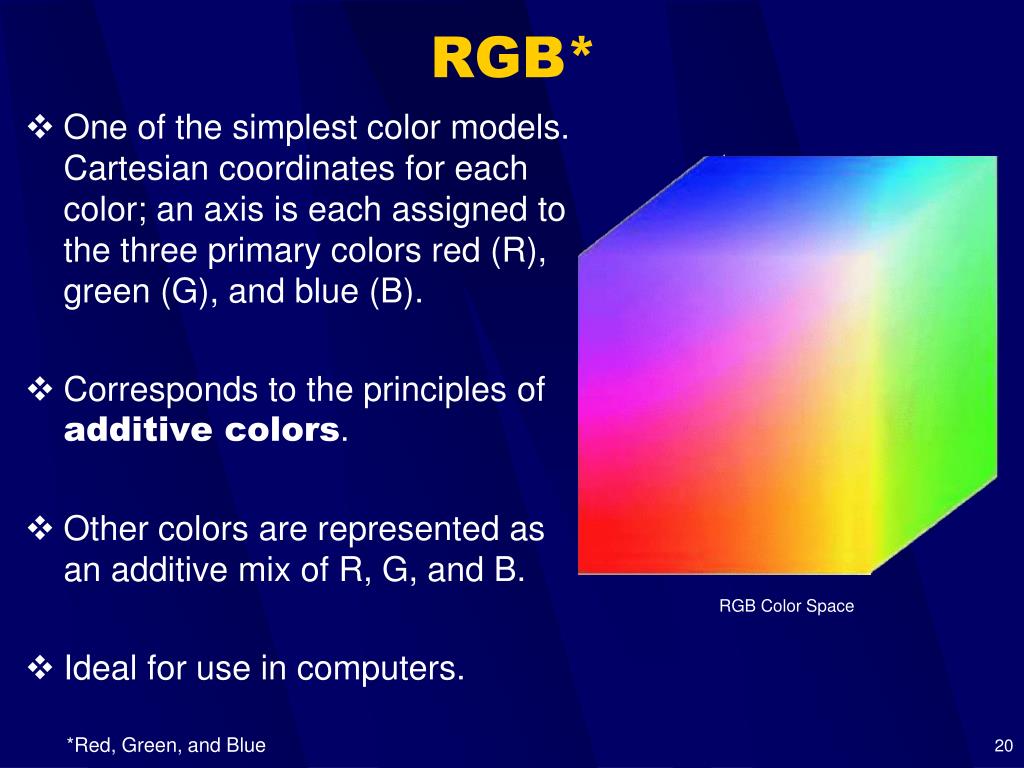 RGB*
❖ One of the simplest color models.
Cartesian coordinates for each
color; an axis is each assigned to
the three primary colors red (R),
green (G), and blue (B).
❖ Corresponds to the principles of
additive colors.
❖ Other colors are represented as
an additive mix of R, G, and B.
❖ Ideal for use in computers.
RGB Color Space
*Red, Green, and Blue
20